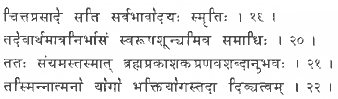 चित्तप्रसादे सति सर्वभावोदयः स्मृतिः । १९ ।
तदेवार्थमात्रनिर्भासं स्वरूपशून्यमिव समाधिः । २० ।
ततः संयमस्तस्मात् ब्रह्मप्रकाशकप्रणवशब्दानुभवः । २१ ।
तस्मिन्नात्मनो योगो भक्तियोगस्तदा दिव्यत्वम् । २२ ।